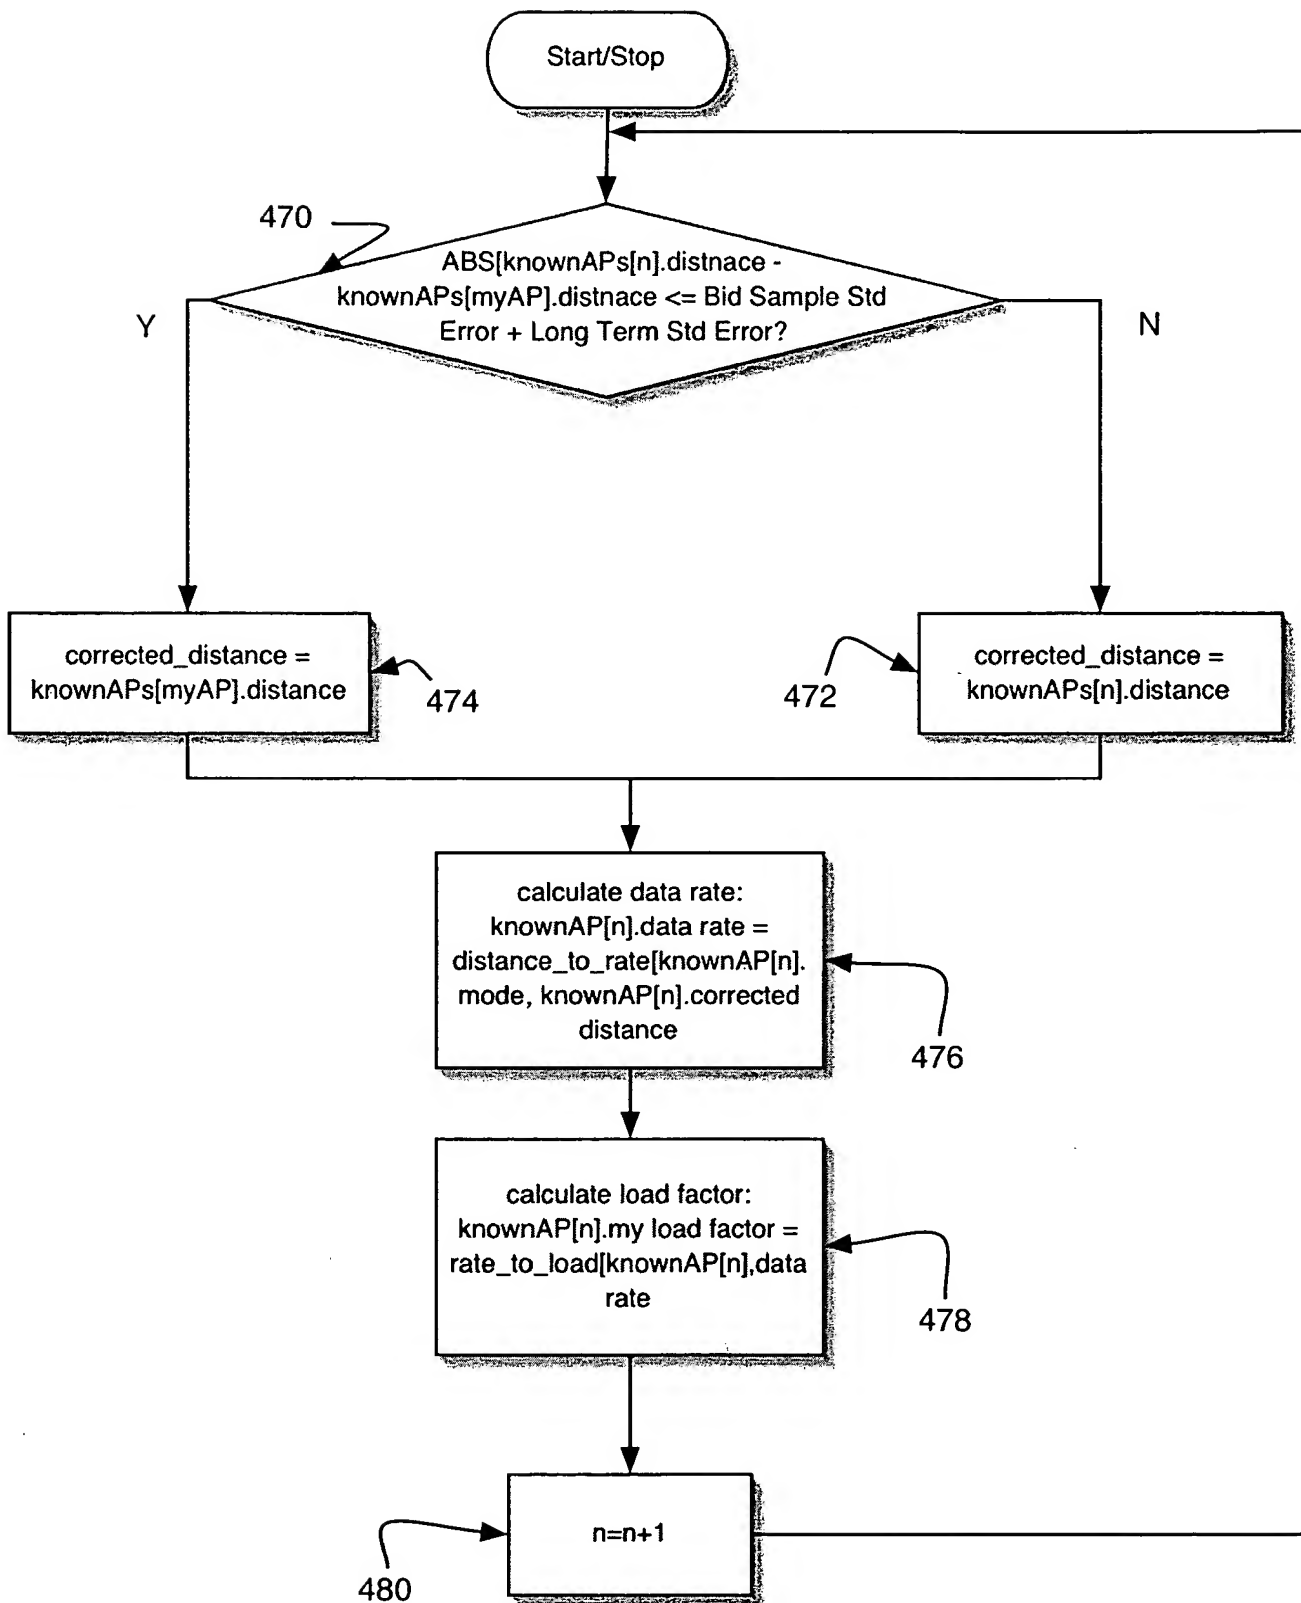 Start/Stop
470
ABS[knownAPs[n].distnace -
knownAPs[myAP].distnace <= Bid Sample Std
Error + Long Term Std Error?
Y
N
corrected_distance =
knownAPs[myAP].distance
474
472
corrected_distance =
knownAPs[n].distance
calculate data rate:
knownAP[n].data rate =
distance_to_rate[knownAP[n].
mode, knownAP[n].corrected
distance
476
calculate load factor:
knownAP[n].my load factor =
rate_to_load[knownAP[n],data
rate
478
n=n+1
480